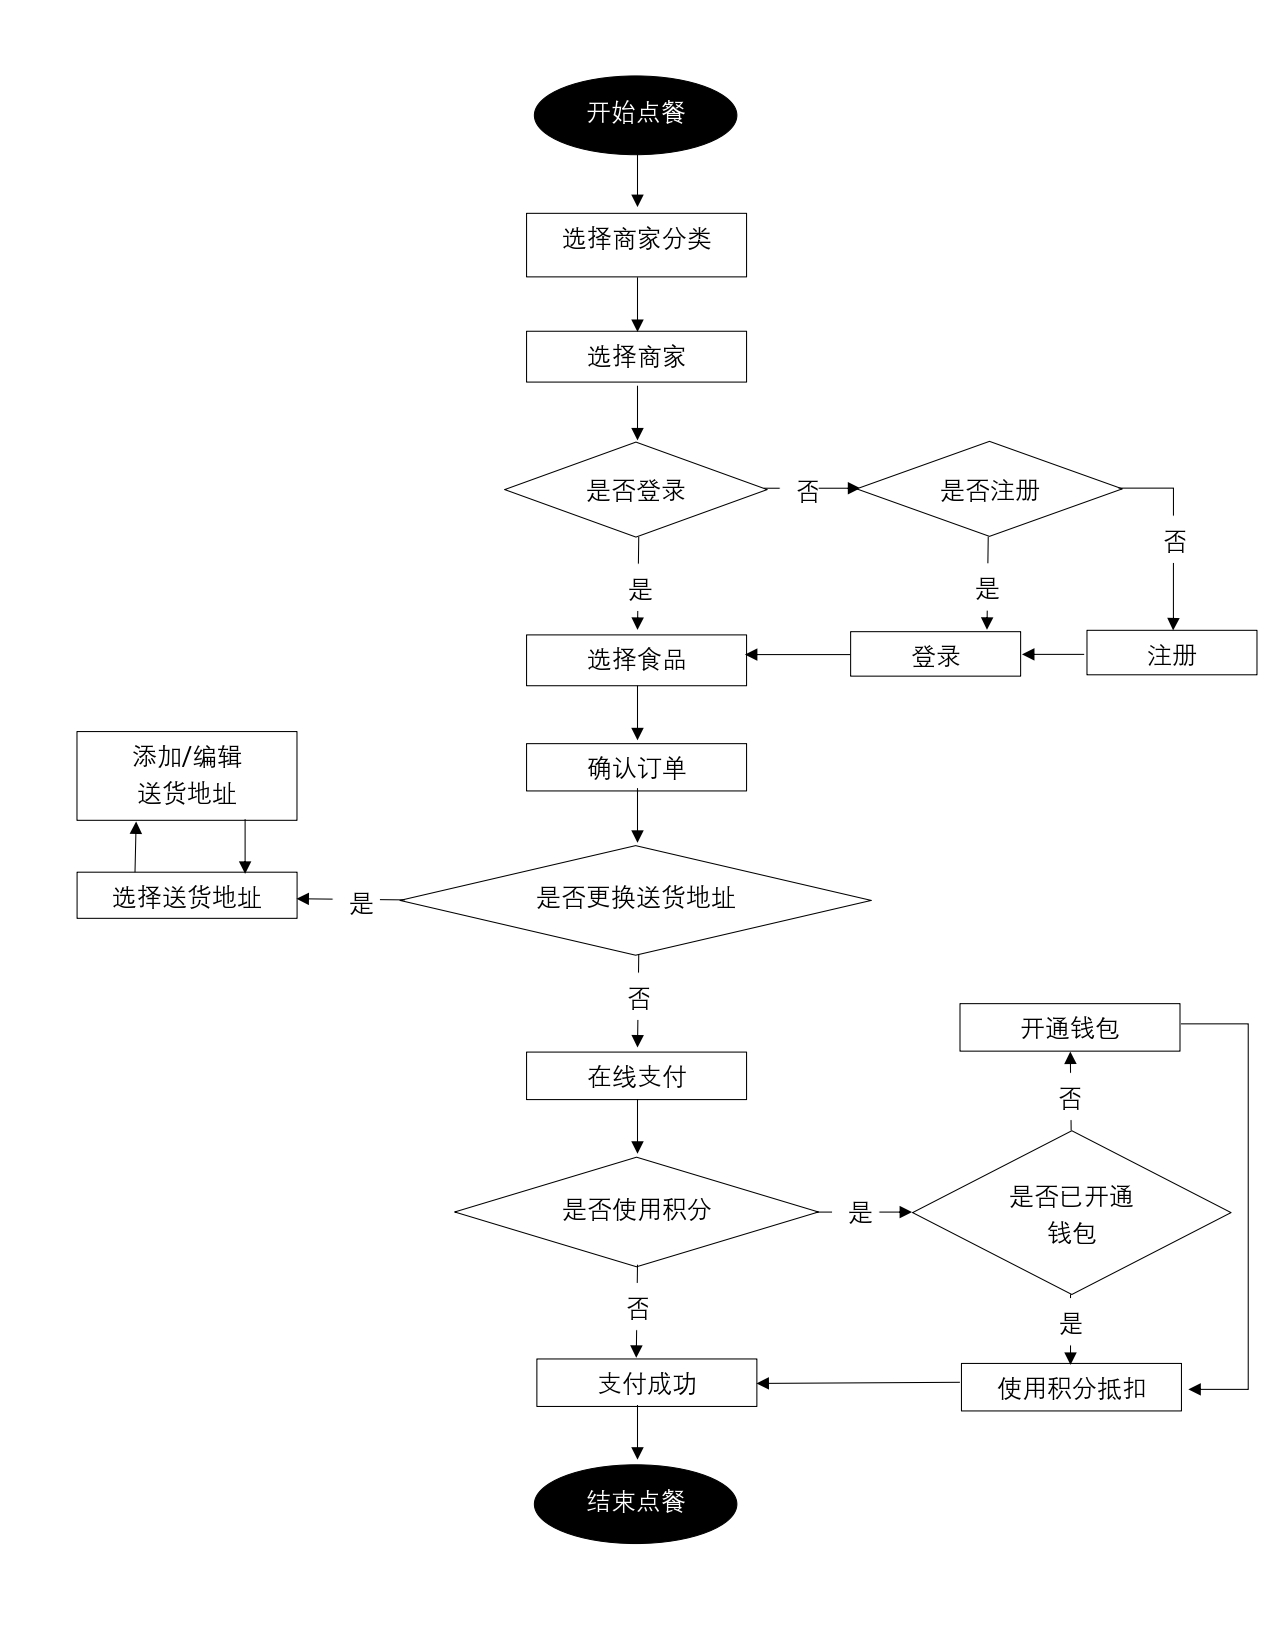 开始点餐
选择商家分类
选择商家
是否登录
否
是否注册
否
是
是
选择食品
登录
注册
确认订单
添加/编辑
送货地址
选择送货地址
是
是否更换送货地址
否
开通钱包
在线支付
否
是否使用积分
是
是否已开通
钱包
否
是
支付成功
使用积分抵扣
结束点餐